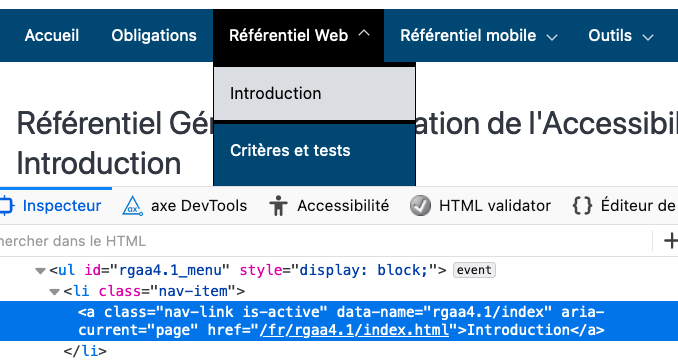 Accueil Obligations Référentiel Web Référentiel mobile Outils
Introduction
Référentiel Gén ation de l'Accessibil
Introduction
Critères et tests
Inspecteur axe DevTools Accessibilité HTML validator {} Éditeur de
hercher dans le HTML +
<ul id="rgaa4.1_menu" style="display: block;"> event
<li class="nav-item">
<a class="nav-link is-active" data-name="rgaa4.1/index" aria-
current="page" href="/fr/rgaa4.1/index.html">Introduction</a>
</li>